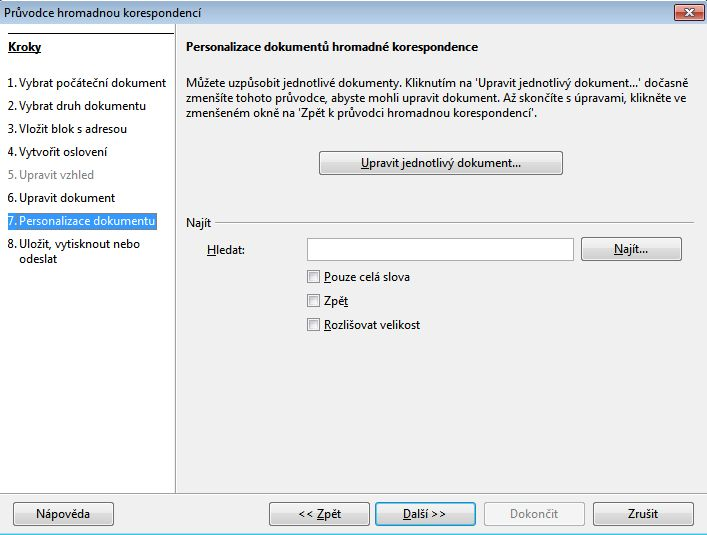 Průvodce hromadnou korespondencí
Kroky
1. Vybrat počáteční dokument
2. Vybrat druh dokumentu
3. Vložit blok s adresou
4. Vytvořit oslovení
5. Upravit vzhled
6. Upravit dokument
7. Personalizace dokumentu
8. Uložit, vytisknout nebo
odeslat
Personalizace dokumentů hromadné korespondence
Můžete uzpůsobit jednotlivé dokumenty. Kliknutím na 'Upravit jednotlivý dokument...' dočasně
zmenšíte tohoto průvodce, abyste mohli upravit dokument. Až skončíte s úpravami, klikněte ve
zmenšeném okně na 'Zpět k průvodci hromadnou korespondencí'.
Upravit jednotlivý dokument...
Najít
Hledat:
Najít...
Pouze celá slova
Zpět
Rozlišovat velikost
Nápověda
<< Zpět
Další >>
Dokončit
Zrušit